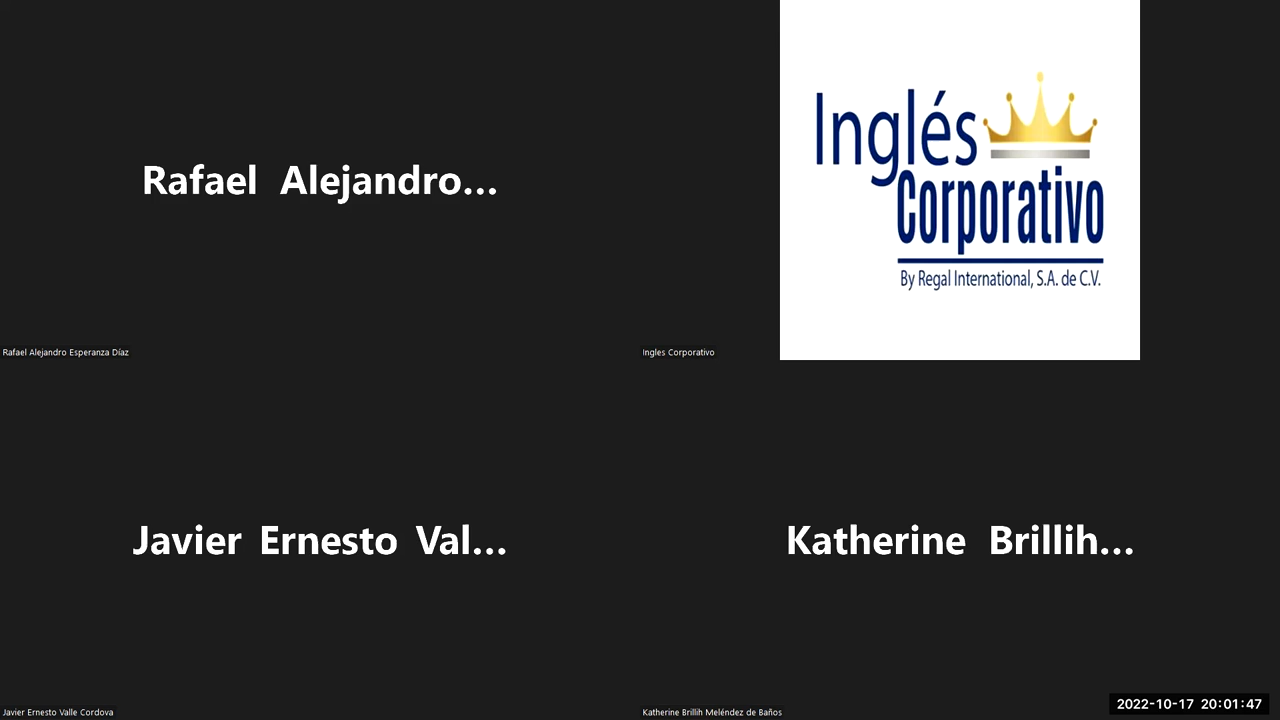 Rafael Alejandro...
Rafael Alejandro Esperanza Díaz
Inglés
Corporativo
By Regal International, S.A. de C.V.
Ingles Corporativo
Javier Ernesto Val...
Javier Ernesto Valle Cordova
Katherine Brillih...
Katherine Brillih Meléndez de Baños
2022-10-17 20:01:47